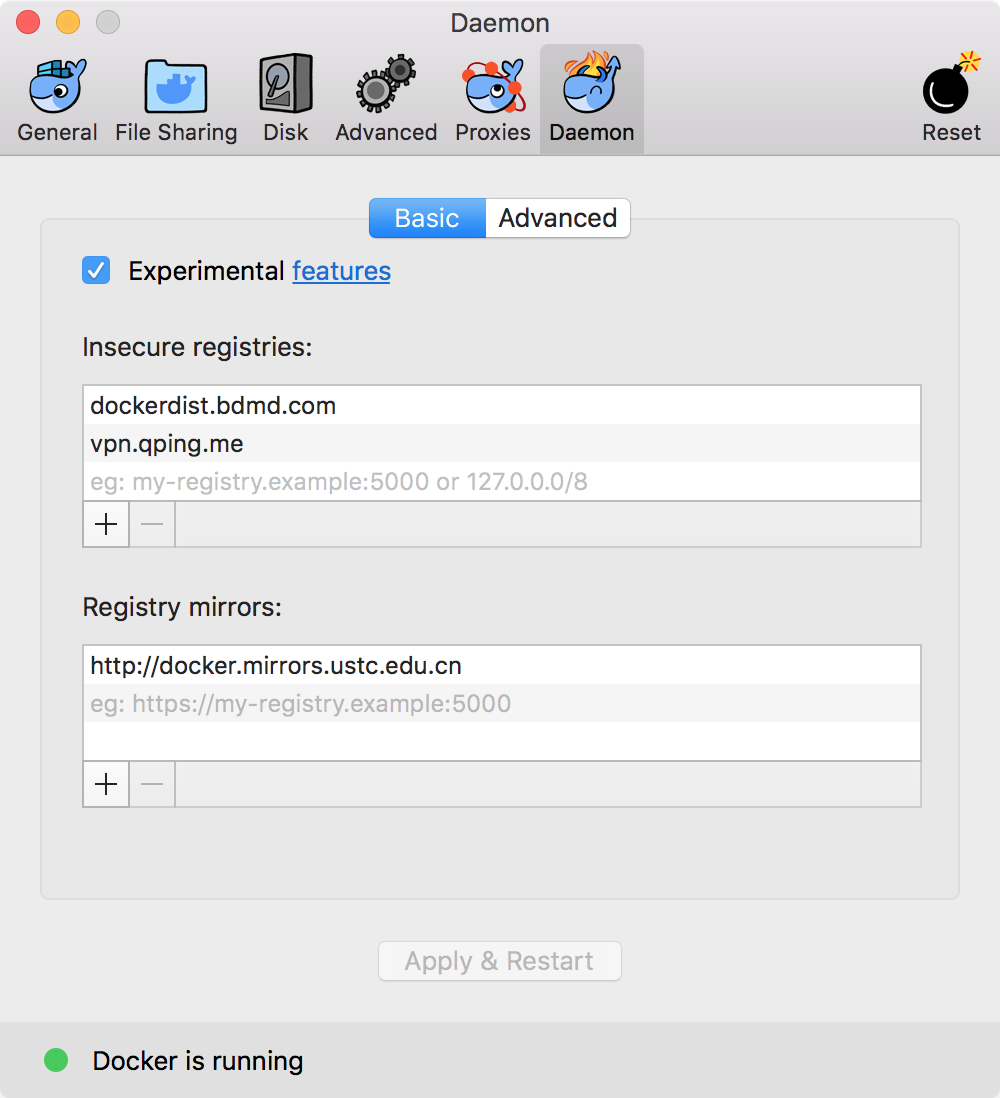 Daemon
General File Sharing Disk Advanced Proxies Daemon Reset
Basic Advanced
Experimental features
Insecure registries:
dockerdist.bdmd.com
vpn.qping.me
eg: my-registry.example:5000 or 127.0.0.0/8
Registry mirrors:
http://docker.mirrors.ustc.edu.cn
eg: https://my-registry.example:5000
Apply & Restart
Docker is running